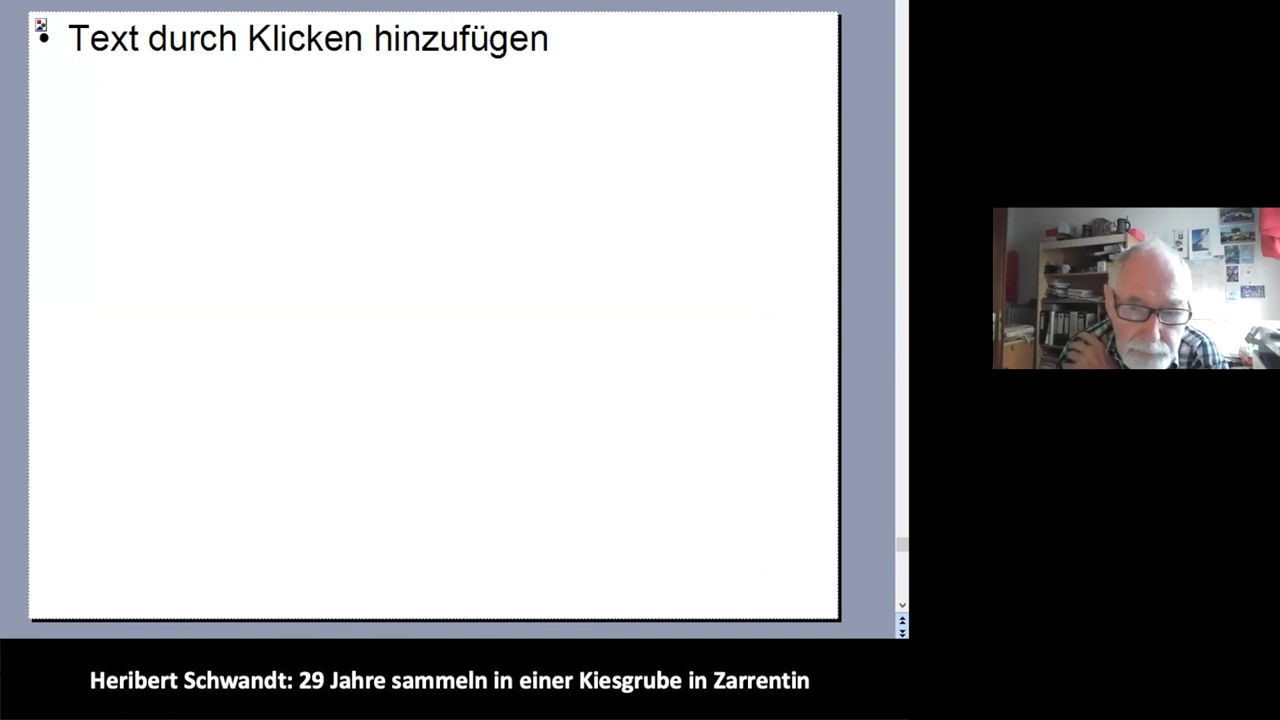 • Text durch Klicken hinzufügen
Heribert Schwandt: 29 Jahre sammeln in einer Kiesgrube in Zarrentin